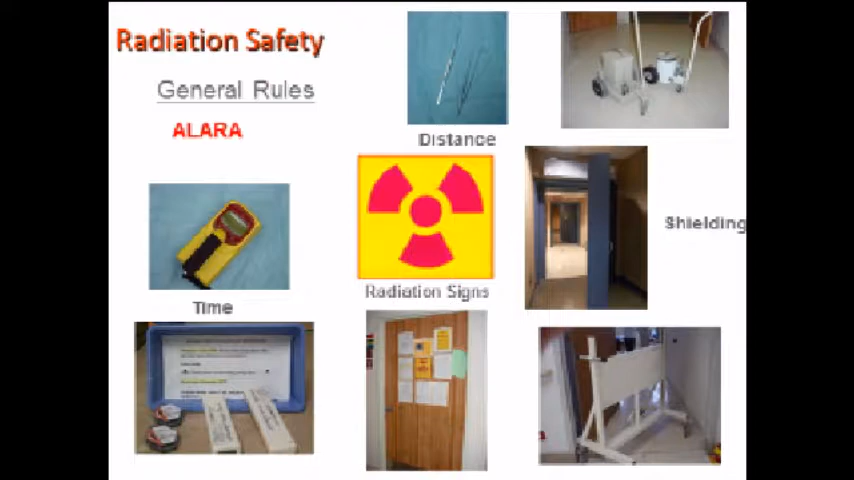 Radiation Safety
General Rules
ALARA
Distance
Shielding
Radiation Signs
Time